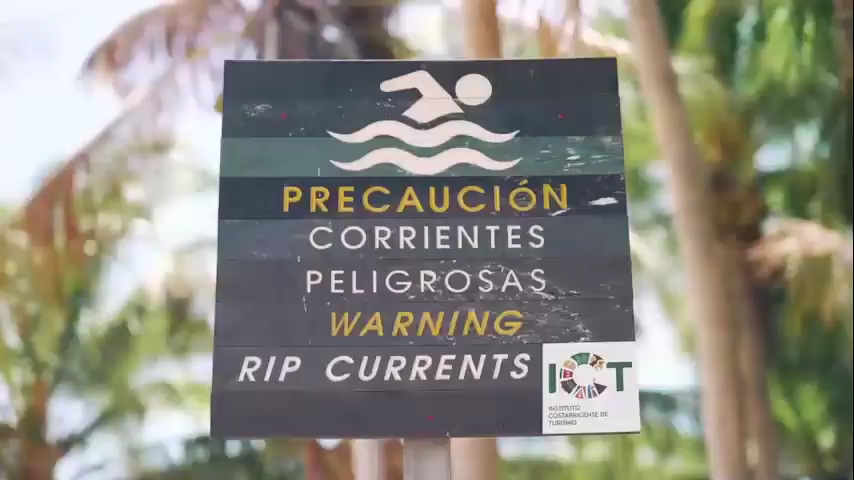 PRECAUCIÓN
CORRIENTES
PELIGROSAS
WARNING
RIP CURRENTS
ICT
INSTITUTO
COSTARRICENSE DE
TURISMO